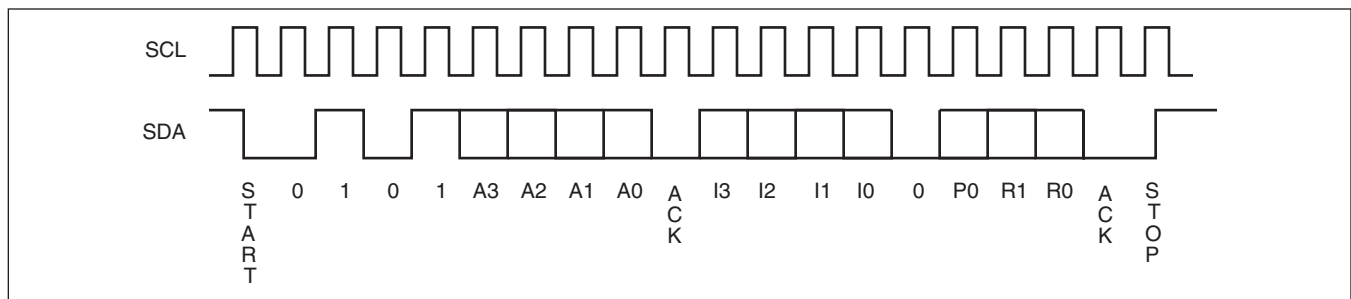 SCL
SDA
START 0 1 0 1 A3 A2 A1 A0 ACK I3 I2 I1 I0 0 P0 R1 R0 ACK STOP